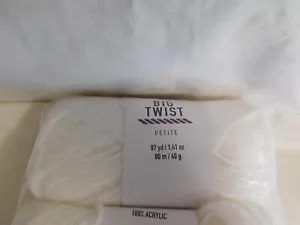 BIG
TWIST
PETITE
87 yd / 1,41 oz
80 m / 40 g
100% ACRYLIC